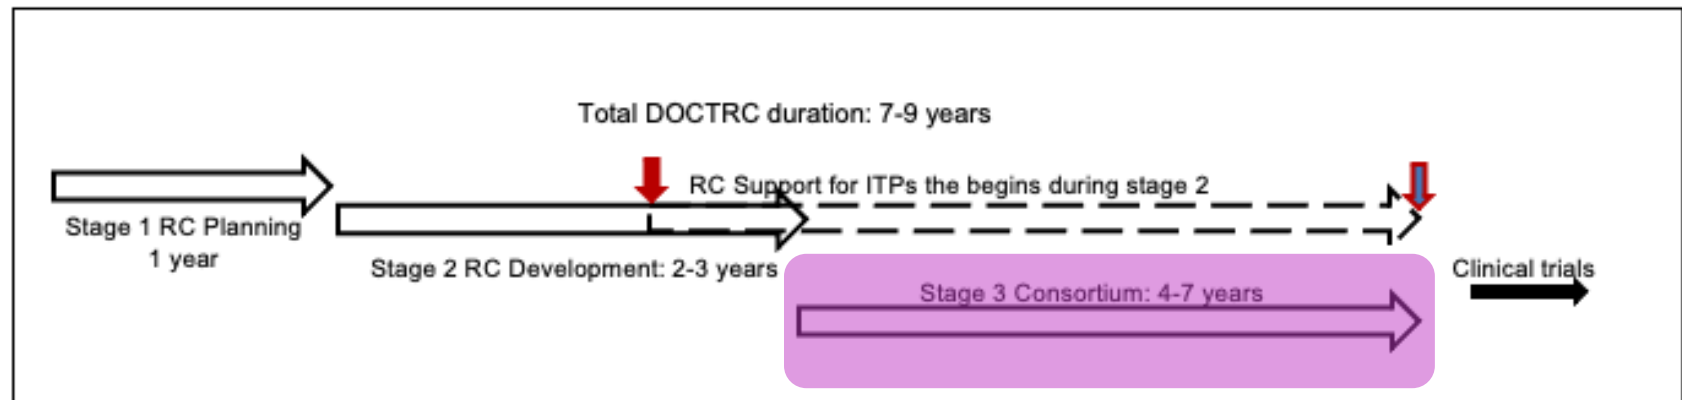 Total DOCTRC duration: 7-9 years
RC Support for ITPs the begins during stage 2
Stage 1 RC Planning
1 year
Stage 2 RC Development: 2-3 years
Stage 3 Consortium: 4-7 years
Clinical trials